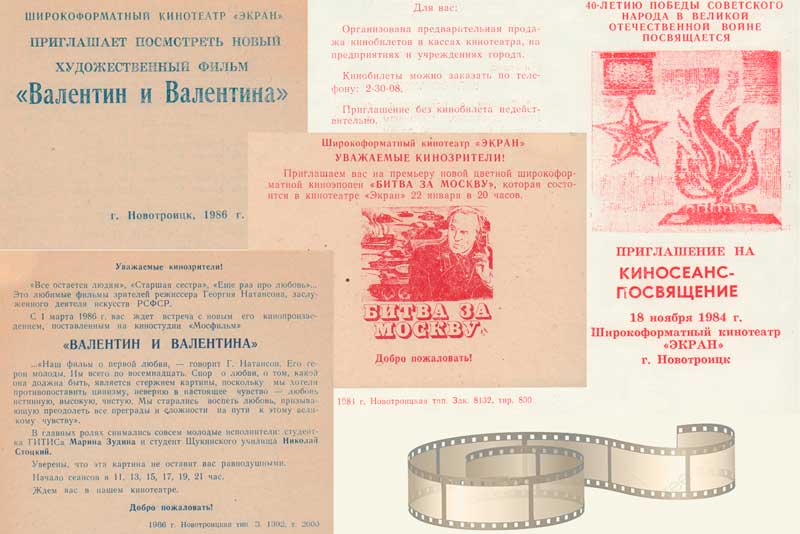 ШИРОКОФОРМАТНЫЙ КИНОТЕАТР «ЭКРАН»
ПРИГЛАШАЕТ ПОСМОТРЕТЬ НОВЫЙ
ХУДОЖЕСТВЕННЫЙ ФИЛЬМ
«Валентин и Валентина»
г. Новотроицк, 1986 г.
Для вас:
Организована предварительная прода-
жа кинобилетов в кассах кинотеатра, на
предприятиях и учреждениях города.
Кинобилеты можно заказать по теле-
фону: 2-30-08.
Приглашение без кинобилета недейст-
вительно.
40-ЛЕТИЮ ПОБЕДЫ СОВЕТСКОГО
НАРОДА В ВЕЛИКОЙ
ОТЕЧЕСТВЕННОЙ ВОЙНЕ
ПОСВЯЩАЕТСЯ
ПРИГЛАШЕНИЕ НА
КИНОСЕАНС-
ПОСВЯЩЕНИЕ
18 ноября 1984 г.
Широкоформатный кинотеатр
«ЭКРАН»
г. Новотроицк
Широкоформатный кинотеатр «ЭКРАН»
УВАЖАЕМЫЕ КИНОЗРИТЕЛИ!
Приглашаем вас на премьеру новой цветной широкофор-
матной киноэпопеи «БИТВА ЗА МОСКВУ», которая состо-
ится в кинотеатре «Экран» 22 января в 20 часов.
БИТВА ЗА
МОСКВУ
Добро пожаловать!
1984 г. Новотроицкая тип. Зак. 8132, тир. 800
Уважаемые кинозрители!
«Все остается людям», «Старшая сестра», «Еще раз про любовь»...
Это любимые фильмы зрителей режиссера Георгия Натансона, заслу-
женного деятеля искусств РСФСР.
С 1 марта 1986 г. вас ждет встреча с новым его кинопроизве-
дением, поставленным на киностудии «Мосфильм»
«ВАЛЕНТИН И ВАЛЕНТИНА»
...«Наш фильм о первой любви, — говорит Г. Натансон. Его ге-
рои молоды. Им всего по восемнадцать. Спор о любви, о том, какой
она должна быть, является стержнем картины, поскольку мы хотели
противопоставить цинизму, неверию в настоящее чувство — любовь
истинную, высокую, чистую. Мы старались воспеть любовь, призываю-
ющую преодолеть все преграды и сложности на пути к этому вели-
кому чувству».
В главных ролях снимались совсем молодые исполнители: студент-
ка ГИТИСа Марина Зудина и студент Щукинского училища Николай
Стоцкий.
Уверены, что эта картина не оставит вас равнодушными.
Начало сеансов в 11, 13, 15, 17, 19, 21 час.
Ждем вас в нашем кинотеатре.
Добро пожаловать!
1986 г. Новотроицкая тип. З. 1302, т. 2000